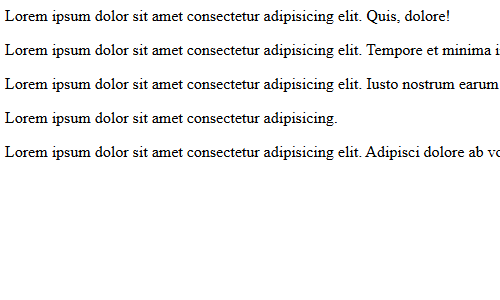 Lorem ipsum dolor sit amet consectetur adipisicing elit. Quis, dolore!
Lorem ipsum dolor sit amet consectetur adipisicing elit. Tempore et minima
Lorem ipsum dolor sit amet consectetur adipisicing elit. Iusto nostrum earum
Lorem ipsum dolor sit amet consectetur adipisicing.
Lorem ipsum dolor sit amet consectetur adipisicing elit. Adipisci dolore ab